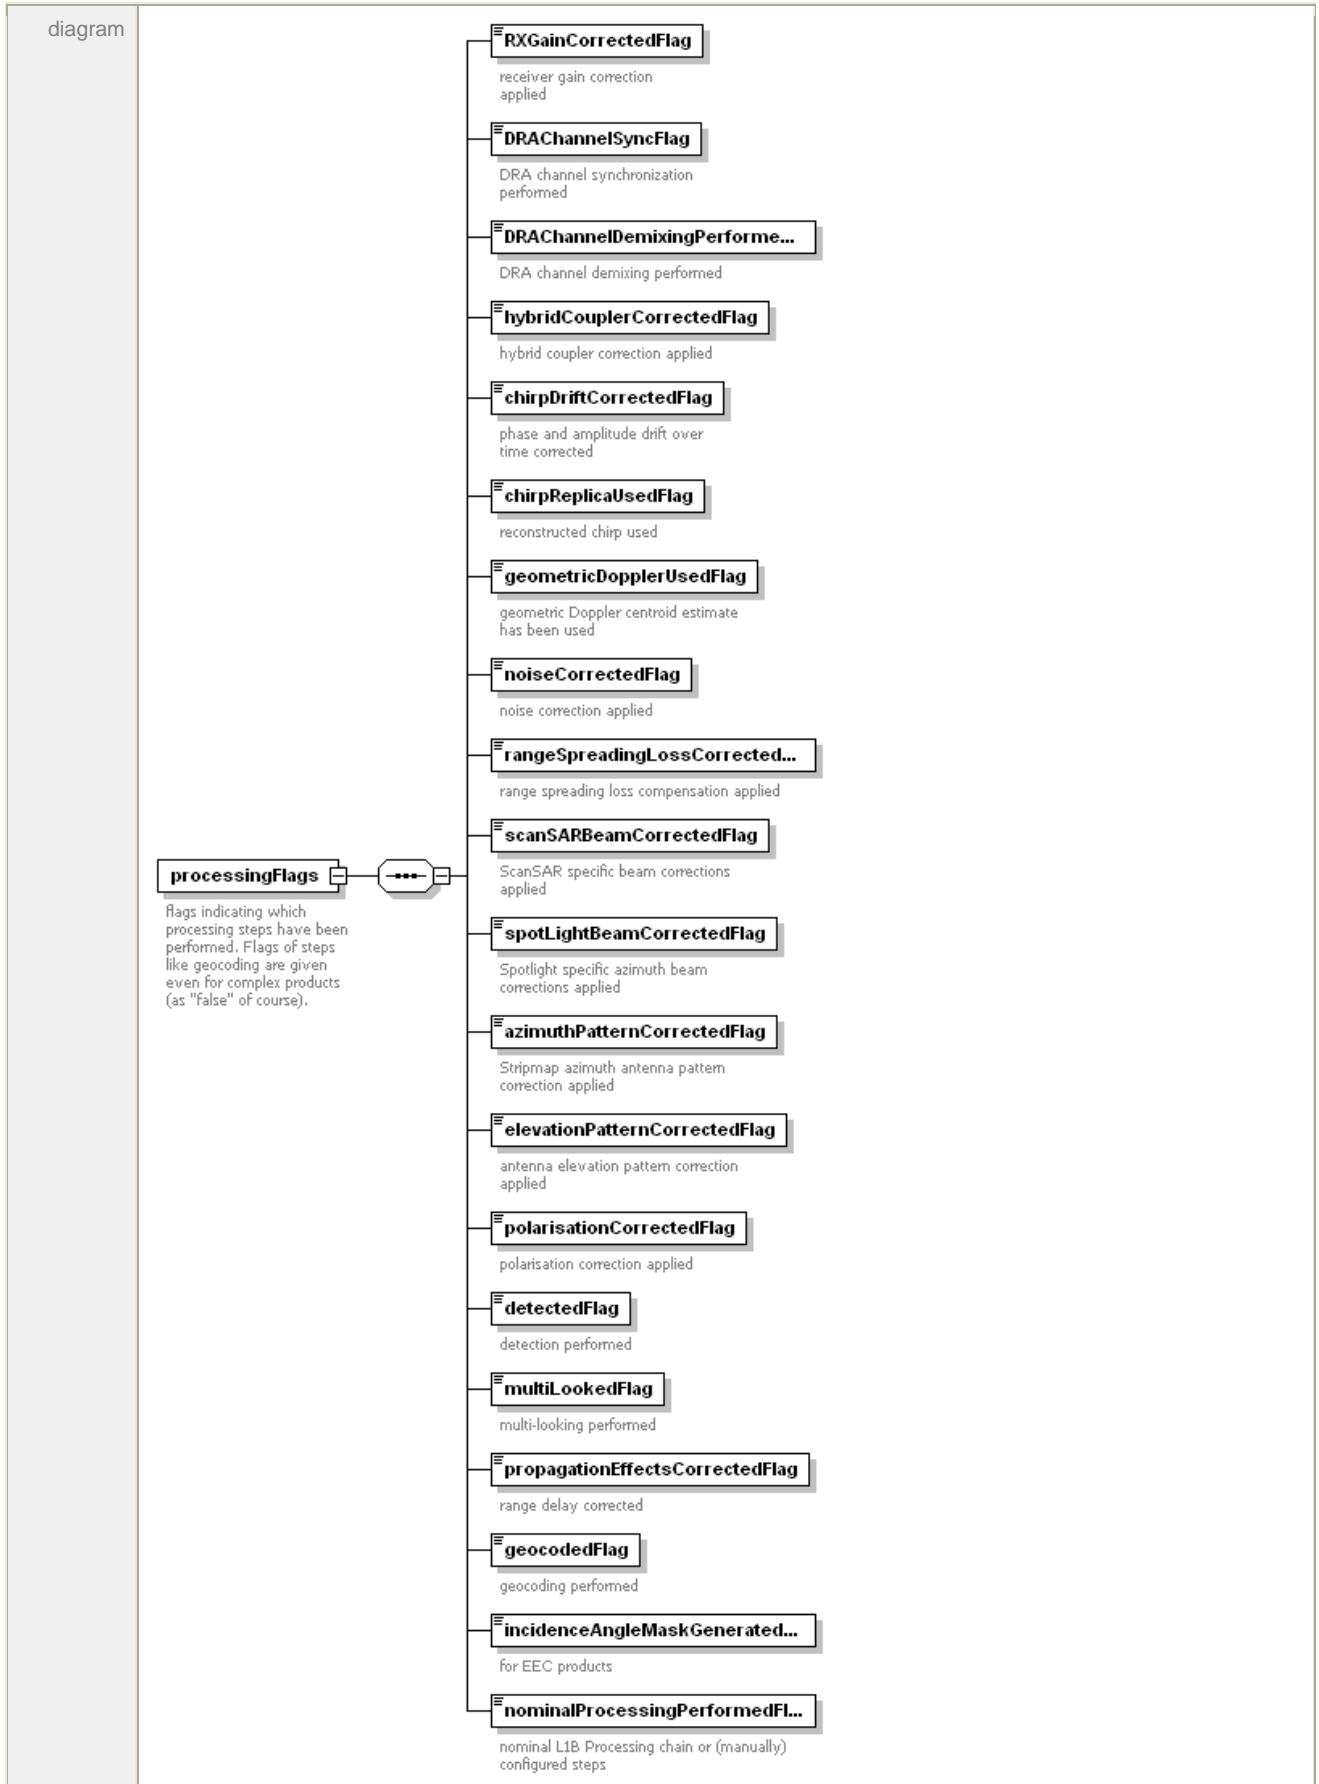 diagram
RXGainCorrectedFlag
receiver gain correction
applied
DRAChannelSyncFlag
DRA channel synchronization
performed
DRAChannelDemixingPerforme...
DRA channel demixing performed
hybridCouplerCorrectedFlag
hybrid coupler correction applied
chirpDriftCorrectedFlag
phase and amplitude drift over
time corrected
chirpReplicaUsedFlag
reconstructed chirp used
geometricDopplerUsedFlag
geometric Doppler centroid estimate
has been used
noiseCorrectedFlag
noise correction applied
rangeSpreadingLossCorrected...
range spreading loss compensation applied
scanSARBeamCorrectedFlag
ScanSAR specific beam corrections
applied
processingFlags
flags indicating which
processing steps have been
performed. Flags of steps
like geocoding are given
even for complex products
(as "false" of course).
spotLightBeamCorrectedFlag
Spotlight specific azimuth beam
corrections applied
azimuthPatternCorrectedFlag
Stripmap azimuth antenna pattern
correction applied
elevationPatternCorrectedFlag
antenna elevation pattern correction
applied
polarisationCorrectedFlag
polarisation correction applied
detectedFlag
detection performed
multiLookedFlag
multi-looking performed
propagationEffectsCorrectedFlag
range delay corrected
geocodedFlag
geocoding performed
incidenceAngleMaskGenerated...
for EEC products
nominalProcessingPerformedFl...
nominal L1B Processing chain or (manually)
configured steps